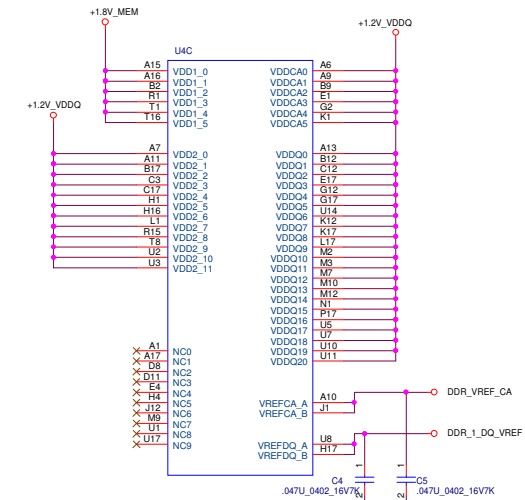 +1.8V_MEM
+1.2V_VDDQ
U4C
A15 VDD1_0 VDDCA0 A6
A16 VDD1_1 VDDCA1 A9
B2 VDD1_2 VDDCA2 B9
R1 VDD1_3 VDDCA3 E1
T1 VDD1_4 VDDCA4 G2
T16 VDD1_5 VDDCA5 K1
+1.2V_VDDQ
A7 VDD2_0 VDDQ0 A13
A11 VDD2_1 VDDQ1 B12
B17 VDD2_2 VDDQ2 C12
C3 VDD2_3 VDDQ3 E17
C17 VDD2_4 VDDQ4 G12
H1 VDD2_5 VDDQ5 G17
H16 VDD2_6 VDDQ6 U14
L1 VDD2_7 VDDQ7 K12
R15 VDD2_8 VDDQ8 K17
T8 VDD2_9 VDDQ9 L17
U2 VDD2_10 VDDQ10 M2
U3 VDD2_11 VDDQ11 M3
VDDQ12 M7
VDDQ13 M10
VDDQ14 M12
VDDQ15 N1
VDDQ16 P17
VDDQ17 U5
VDDQ18 U7
A1 NC0 VDDQ19 U10
A17 NC1 VDDQ20 U11
D8 NC2
D11 NC3
E4 NC4
H4 NC5 VREFCA_A A10 DDR_VREF_CA
J12 NC6 VREFCA_B J1
M9 NC7
U1 NC8 DDR_1_DQ_VREF
U17 NC9 VREFDQ_A U8
VREFDQ_B H17
1 1
C4 C5
.047U_0402_16V7K .047U_0402_16V7K
2 2